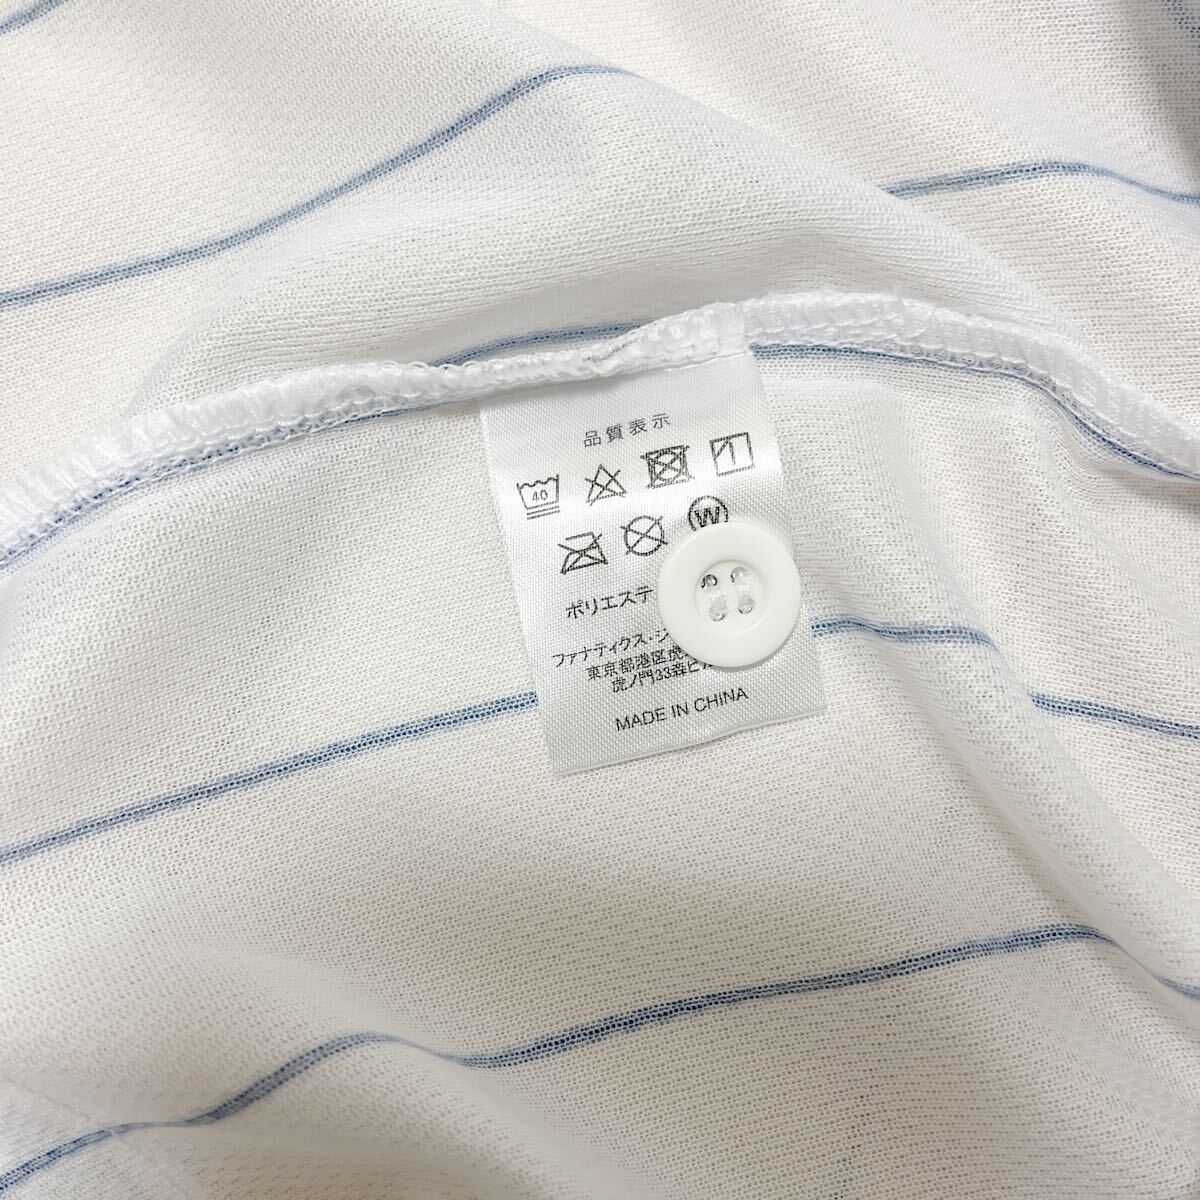 品質表示
40
W
ポリエステ
ファナティクス・ジ
東京都港区虎
虎ノ門33森ビ
MADE IN CHINA